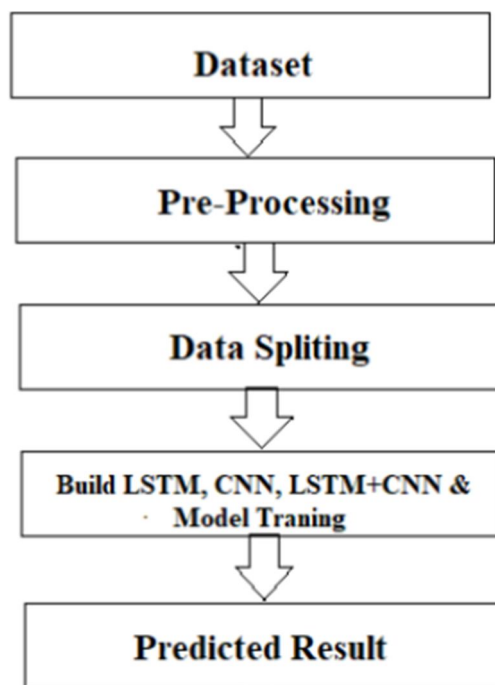 Dataset
Pre-Processing
Data Spliting
Build LSTM, CNN, LSTM+CNN &
Model Traning
Predicted Result